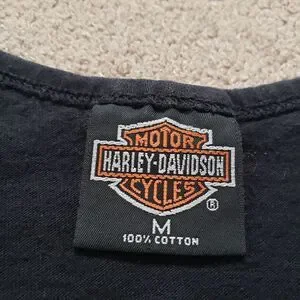 MOTOR
HARLEY-DAVIDSON
CYCLES
®
M
100% COTTON